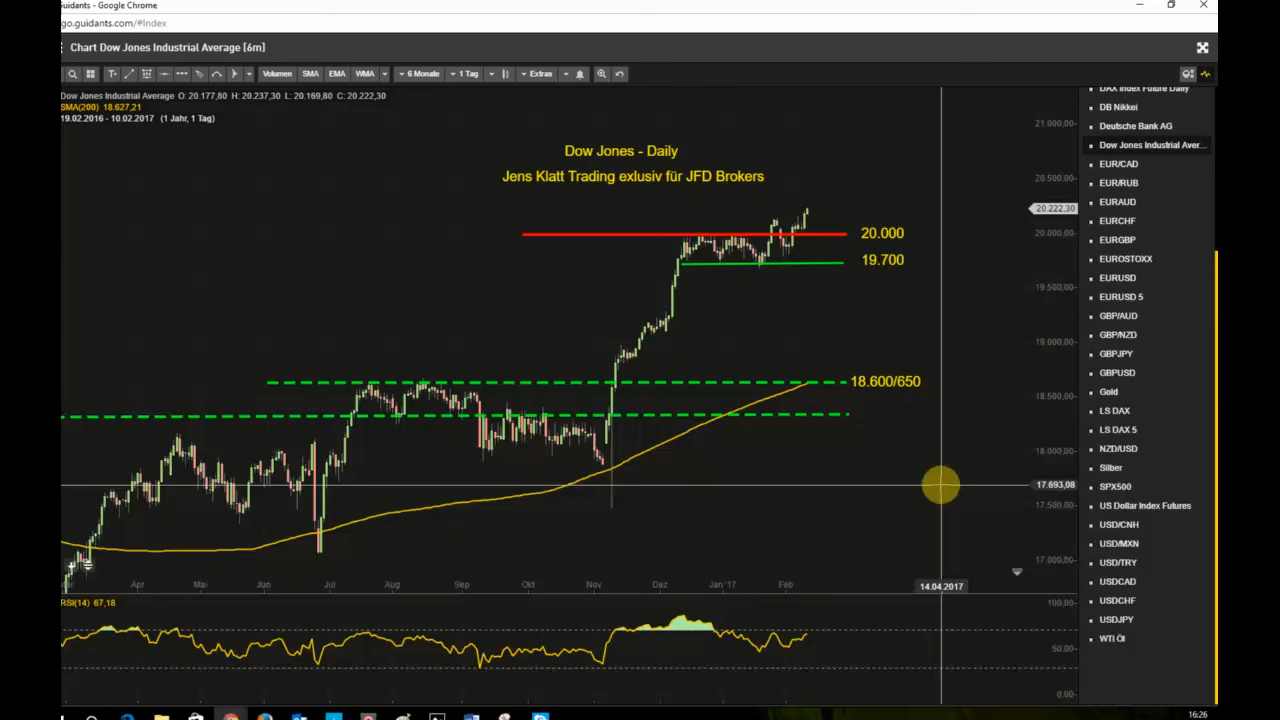 Guidants - Google Chrome
go.guidants.com/#Index
Chart Dow Jones Industrial Average [6m]
Volumen SMA EMA WMA 6 Monate 1 Tag Extras
Dow Jones Industrial Average O: 20.177,80 H: 20.237,30 L: 20.169,80 C: 20.222,30
SMA(200) 18.627,21
19.02.2016 - 10.02.2017 (1 Jahr, 1 Tag)
Dow Jones - Daily
Jens Klatt Trading exlusiv für JFD Brokers
20.000
19.700
18.600/650
21.000,00
20.500,00
20.222,30
20.000,00
19.500,00
19.000,00
18.500,00
18.000,00
17.693,08
17.500,00
17.000,00
Apr Mai Jun Jul Aug Sep Okt Nov Dez Jan '17 Feb
14.04.2017
RSI(14) 67,18
100,00
50,00
0,00
DAX Index Future Daily
DB Nikkei
Deutsche Bank AG
Dow Jones Industrial Aver...
EUR/CAD
EUR/RUB
EURAUD
EURCHF
EURGBP
EUROSTOXX
EURUSD
EURUSD 5
GBP/AUD
GBP/NZD
GBPJPY
GBPUSD
Gold
LS DAX
LS DAX 5
NZD/USD
Silber
SPX500
US Dollar Index Futures
USD/CNH
USD/MXN
USD/TRY
USDCAD
USDCHF
USDJPY
WTI Öl
16:26